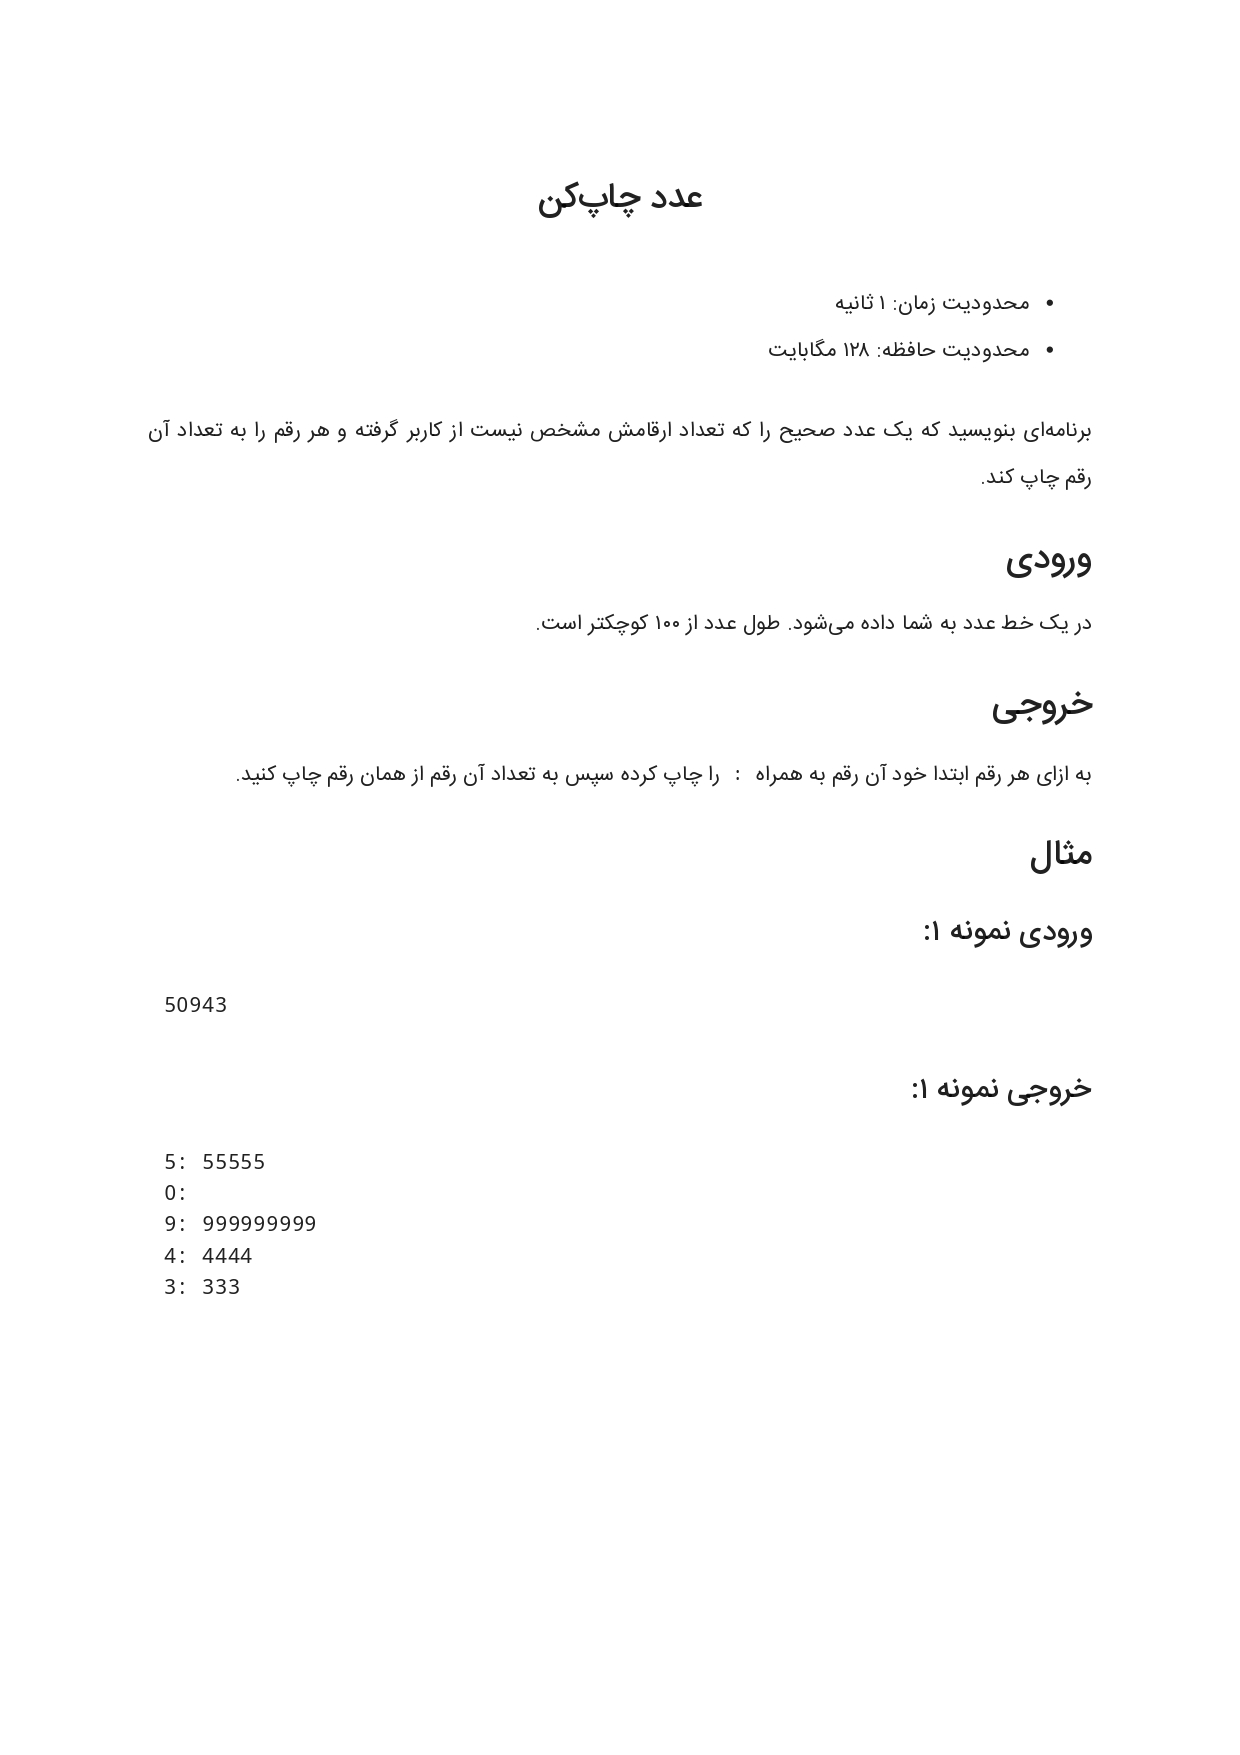 عدد چاپ‌کن
• محدودیت زمان: ۱ ثانیه
• محدودیت حافظه: ۱۲۸ مگابایت
برنامه‌ای بنویسید که یک عدد صحیح را که تعداد ارقامش مشخص نیست از کاربر گرفته و هر رقم را به تعداد آن
رقم چاپ کند.
ورودی
در یک خط عدد به شما داده می‌شود. طول عدد از ۱۰۰ کوچکتر است.
خروجی
به ازای هر رقم ابتدا خود آن رقم به همراه : را چاپ کرده سپس به تعداد آن رقم از همان رقم چاپ کنید.
مثال
ورودی نمونه ۱:
50943
خروجی نمونه ۱:
5: 55555
0:
9: 999999999
4: 4444
3: 333